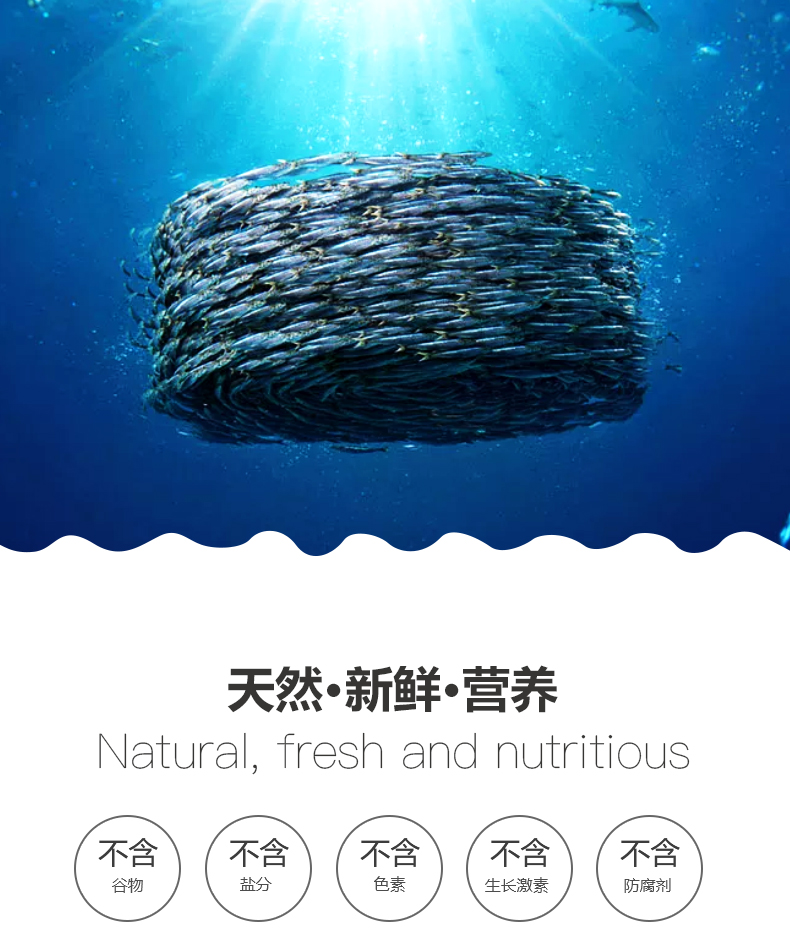 天然·新鲜·营养
Natural, fresh and nutritious
不含 不含 不含 不含 不含
谷物 盐分 色素 生长激素 防腐剂